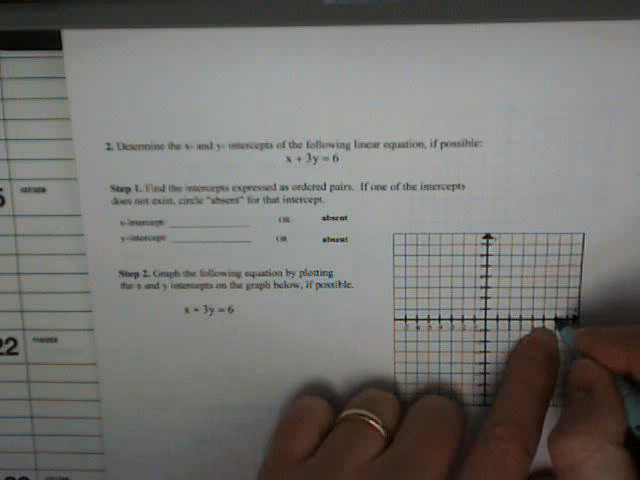 2. Determine the x- and y- intercepts of the following linear equation, if possible:
x + 3y = 6
Step 1. Find the intercepts expressed as ordered pairs. If one of the intercepts
does not exist, circle "absent" for that intercept.
x-intercept: ____________ OR absent
y-intercept: ____________ OR absent
Step 2. Graph the following equation by plotting
the x and y intercepts on the graph below, if possible.
x + 3y = 6
22